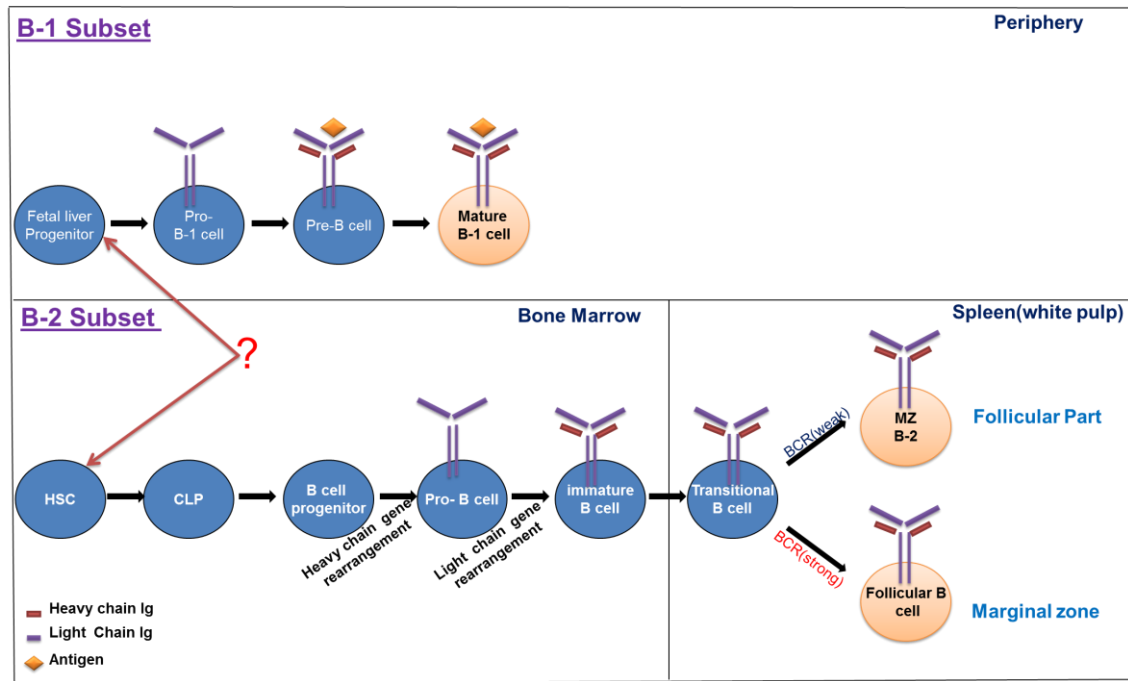 B-1 Subset
Periphery
Fetal liver
Progenitor
Pro-
B-1 cell
Pre-B cell
Mature
B-1 cell
B-2 Subset
Bone Marrow
Spleen(white pulp)
?
HSC
CLP
B cell
progenitor
Heavy chain gene
rearrangement
Pro- B cell
Light chain gene
rearrangement
immature
B cell
Transitional
B cell
BCR(weak)
MZ
B-2
Follicular Part
BCR(strong)
Follicular B
cell
Marginal zone
Heavy chain Ig
Light Chain Ig
Antigen